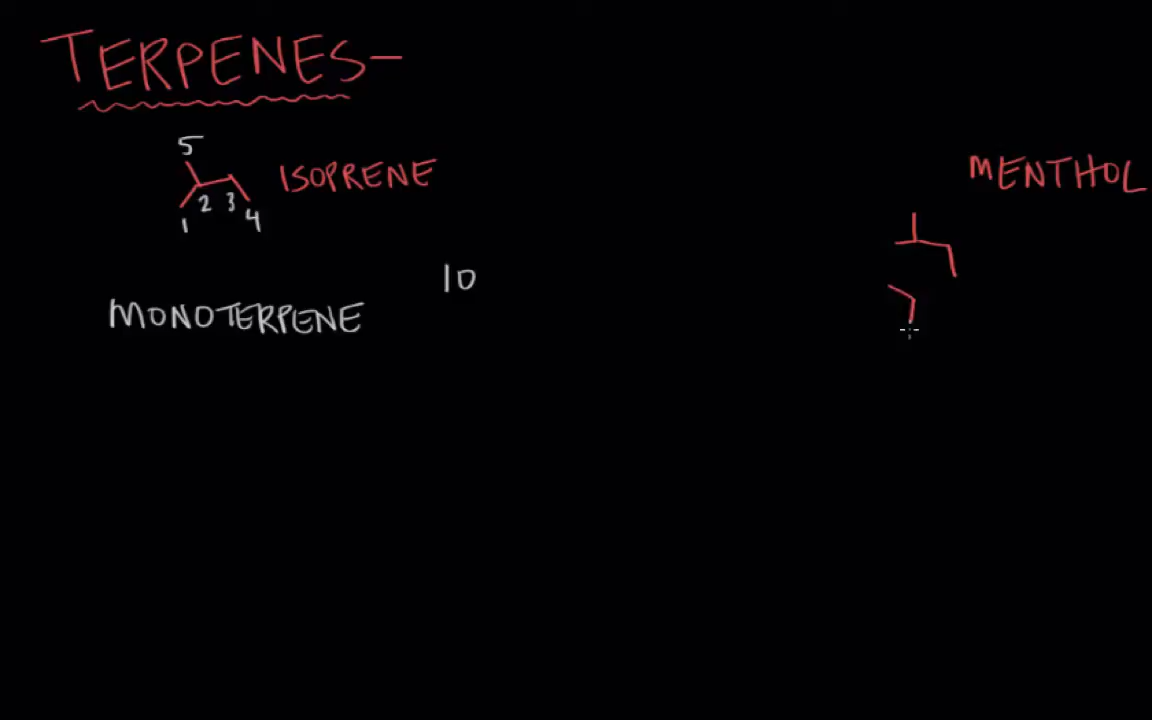 TERPENES-
5
ISOPRENE
2 3
1 4
MENTHOL
10
MONOTERPENE